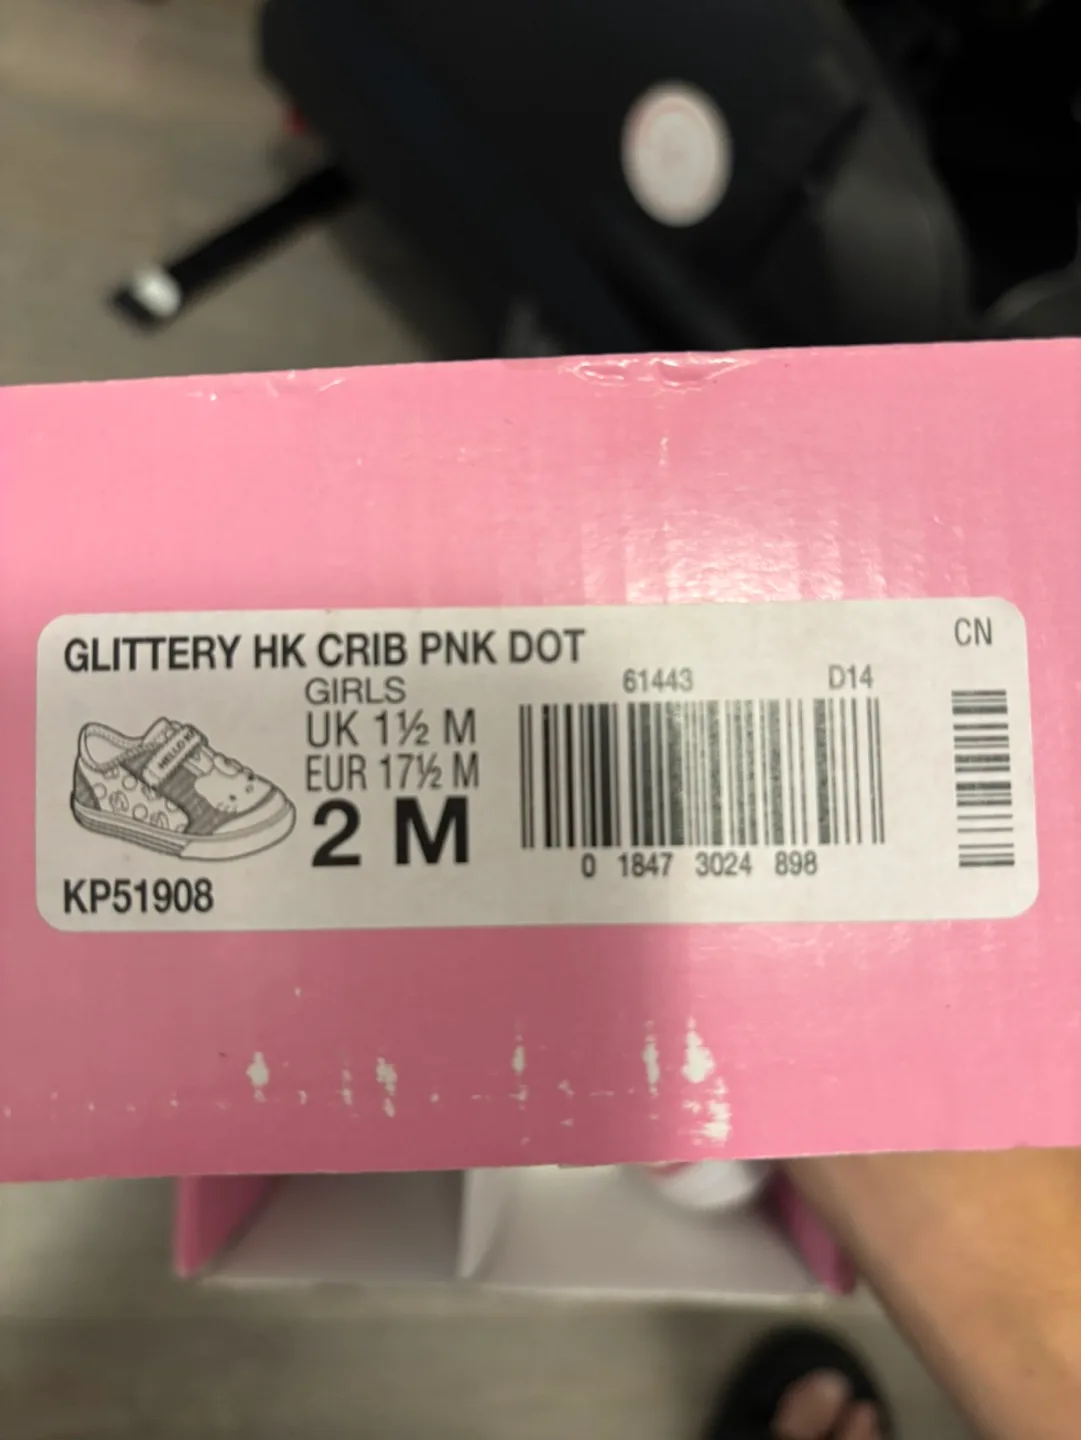 GLITTERY HK CRIB PNK DOT
CN
GIRLS
61443 D14
UK 1½ M
EUR 17½ M
2 M
HELLO
0 1847 3024 898
KP51908